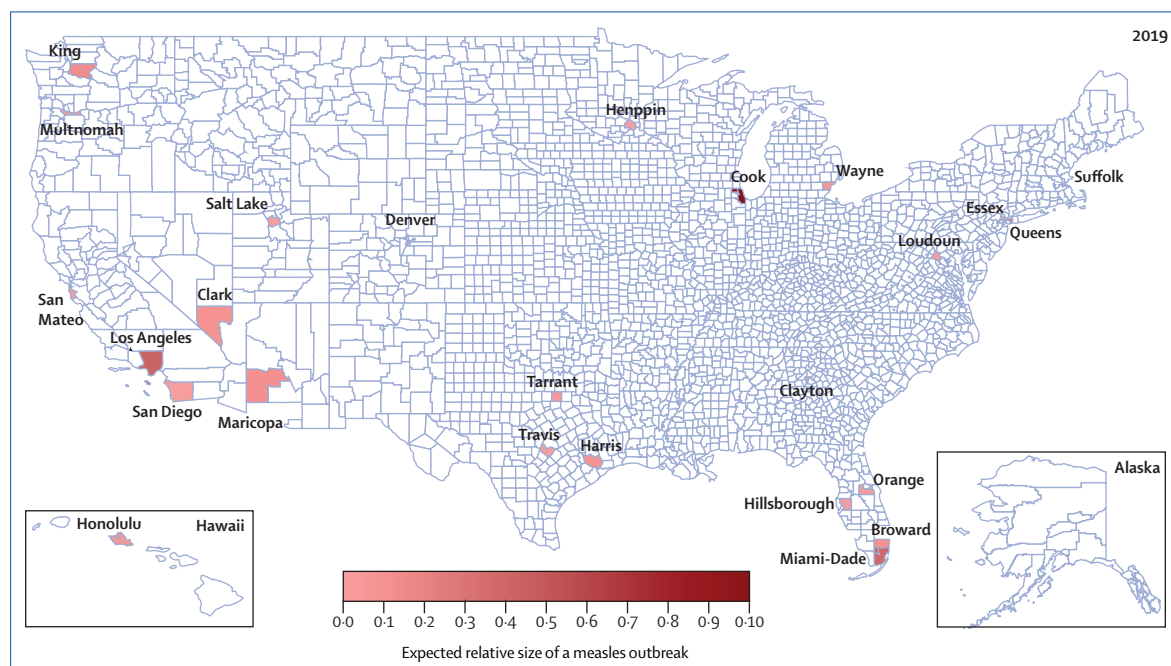 2019
King
Multnomah
Henppin
Cook
Wayne
Suffolk
Essex
Queens
Salt Lake
Denver
Loudoun
San
Mateo
Clark
Los Angeles
San Diego
Maricopa
Tarrant
Clayton
Travis
Harris
Orange
Hillsborough
Broward
Miami-Dade
Alaska
Honolulu
Hawaii
0·0 0·1 0·2 0·3 0·4 0·5 0·6 0·7 0·8 0·9 0·10
Expected relative size of a measles outbreak